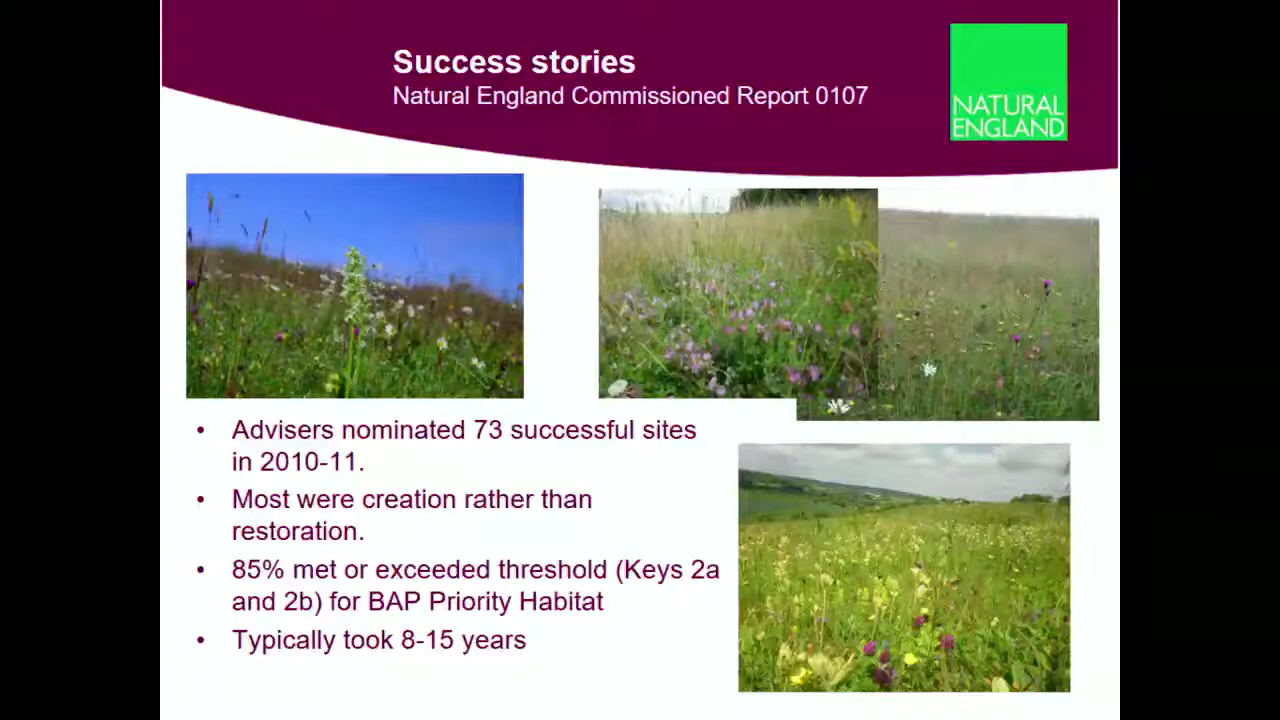 Success stories
Natural England Commissioned Report 0107
NATURAL
ENGLAND
• Advisers nominated 73 successful sites
in 2010-11.
• Most were creation rather than
restoration.
• 85% met or exceeded threshold (Keys 2a
and 2b) for BAP Priority Habitat
• Typically took 8-15 years